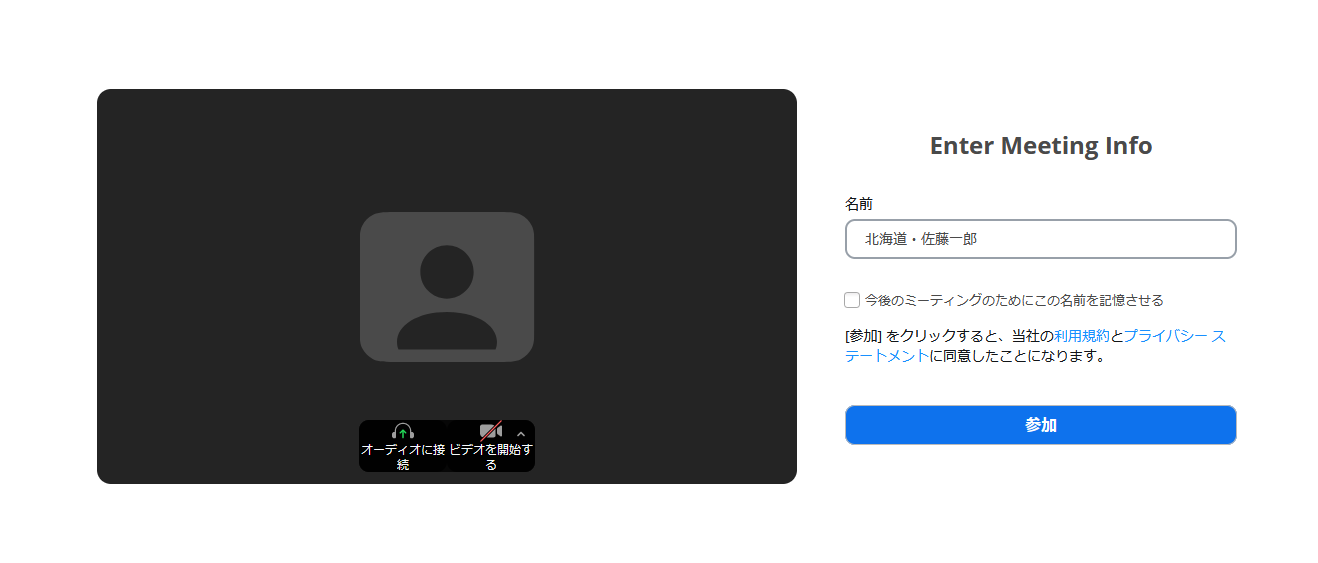 Enter Meeting Info
名前
北海道・佐藤一郎
今後のミーティングのためにこの名前を記憶させる
[参加] をクリックすると、当社の利用規約とプライバシー ス
テートメントに同意したことになります。
参加
オーディオに接
続
ビデオを開始す
る